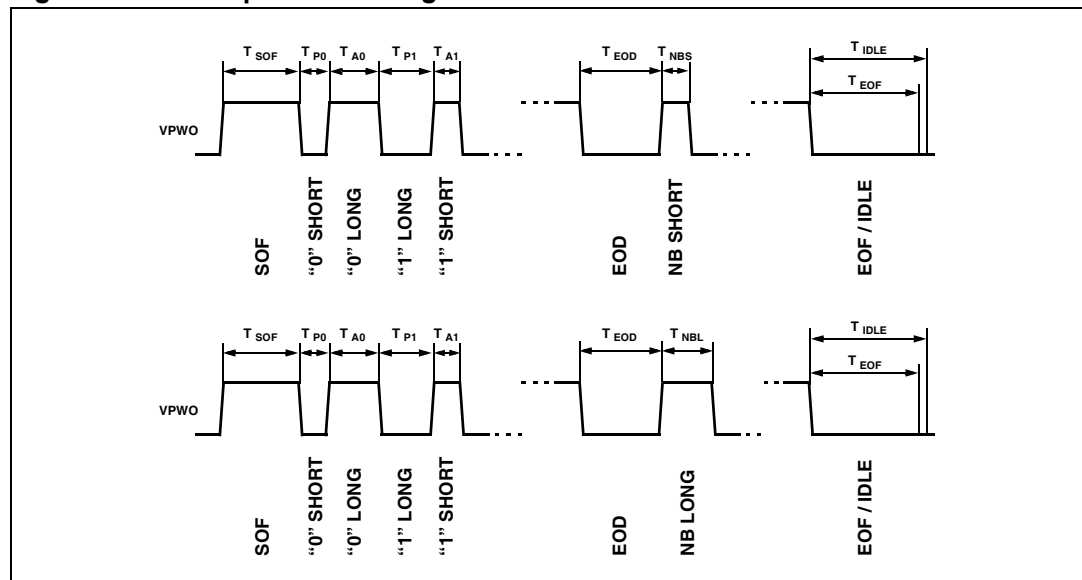 T SOF T P0 T A0 T P1 T A1 T EOD T NBS T IDLE
T EOF
VPWO
SOF “0” SHORT “0” LONG “1” LONG “1” SHORT EOD NB SHORT EOF / IDLE
T SOF T P0 T A0 T P1 T A1 T EOD T NBL T IDLE
T EOF
VPWO
SOF “0” SHORT “0” LONG “1” LONG “1” SHORT EOD NB LONG EOF / IDLE